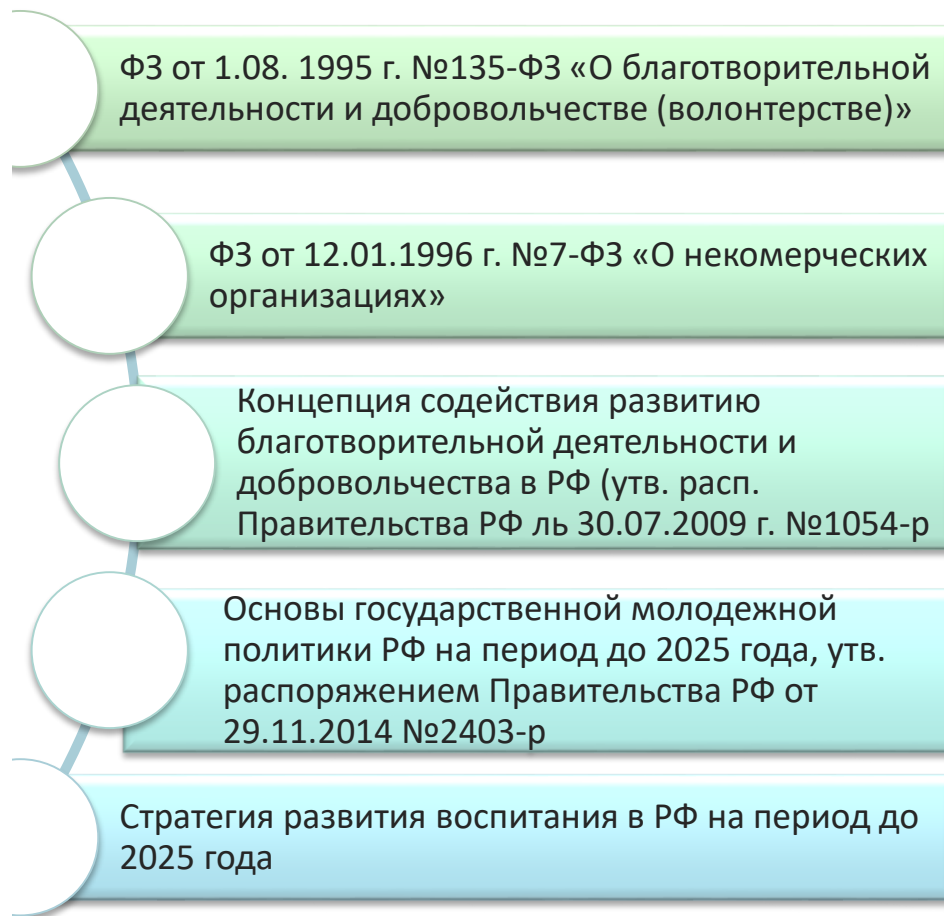 ФЗ от 1.08. 1995 г. №135-ФЗ «О благотворительной
деятельности и добровольчестве (волонтерстве)»
ФЗ от 12.01.1996 г. №7-ФЗ «О некомерческих
организациях»
Концепция содействия развитию
благотворительной деятельности и
добровольчества в РФ (утв. расп.
Правительства РФ ль 30.07.2009 г. №1054-р
Основы государственной молодежной
политики РФ на период до 2025 года, утв.
распоряжением Правительства РФ от
29.11.2014 №2403-р
Стратегия развития воспитания в РФ на период до
2025 года